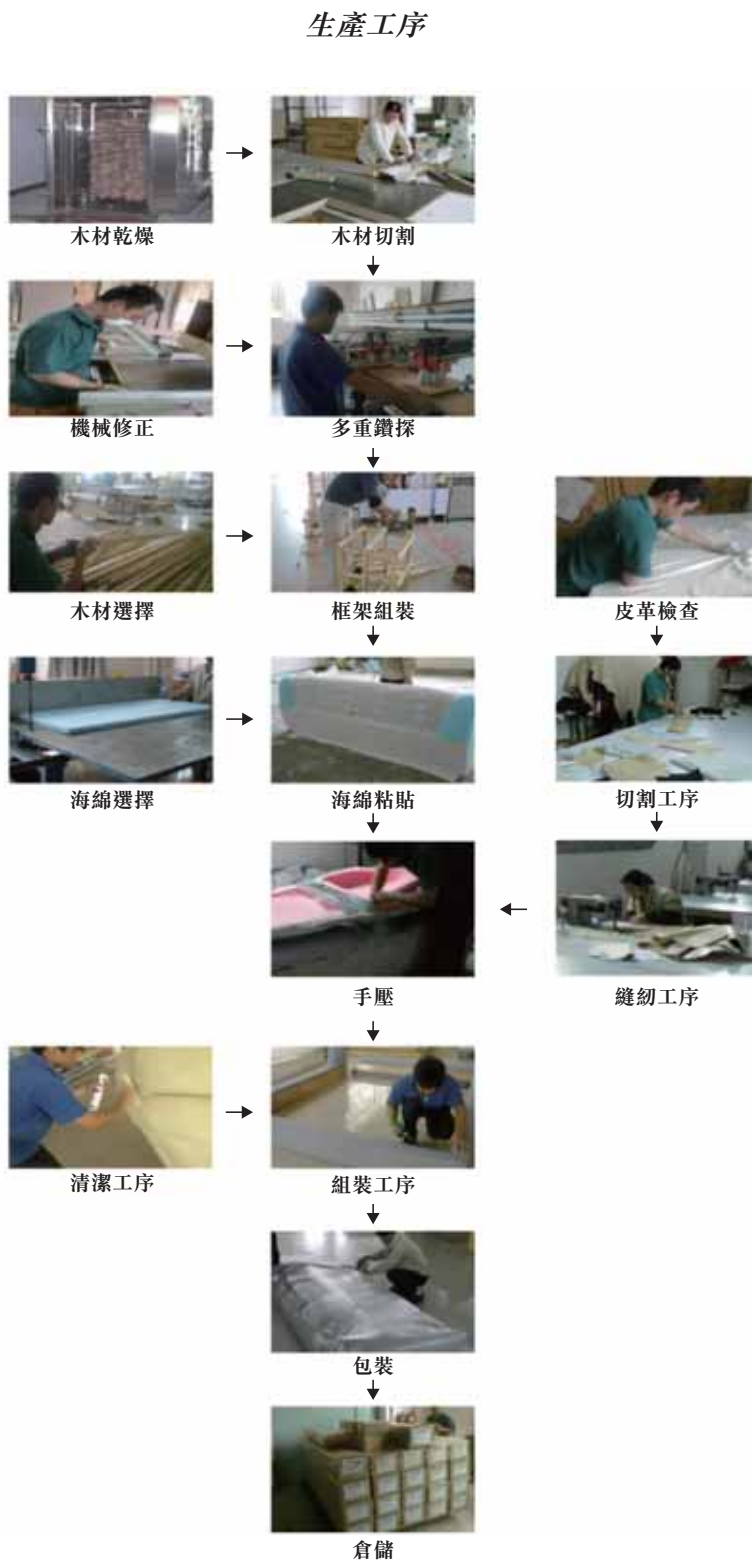 生產工序
木材乾燥
木材切割
機械修正
多重鑽探
木材選擇
框架組裝
皮革檢查
海綿選擇
海綿粘貼
切割工序
手壓
縫紉工序
清潔工序
組裝工序
包裝
倉儲